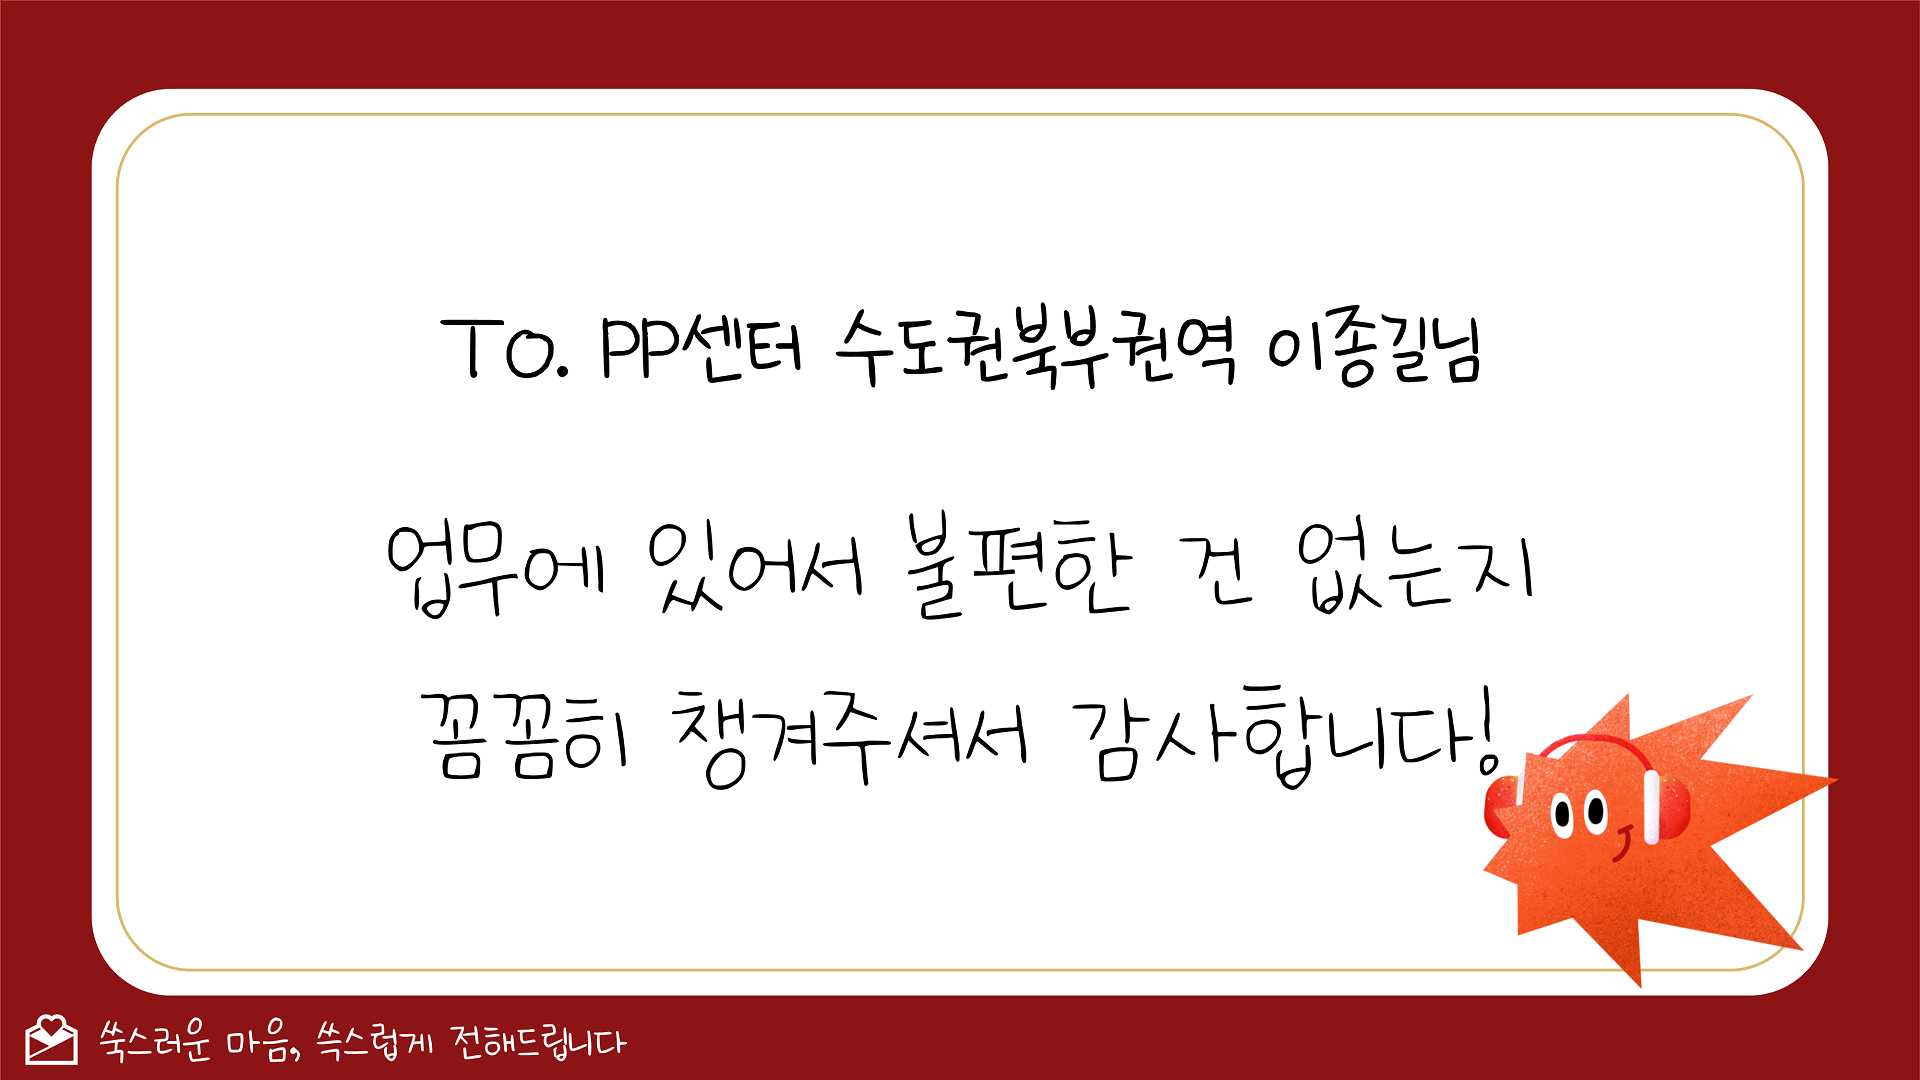 To. PP센터 수도권북부권역 이종길님
업무에 있어서 불편한 건 없는지
꼼꼼히 챙겨주셔서 감사합니다!
쑥스러운 마음, 쓱스럽게 전해드립니다